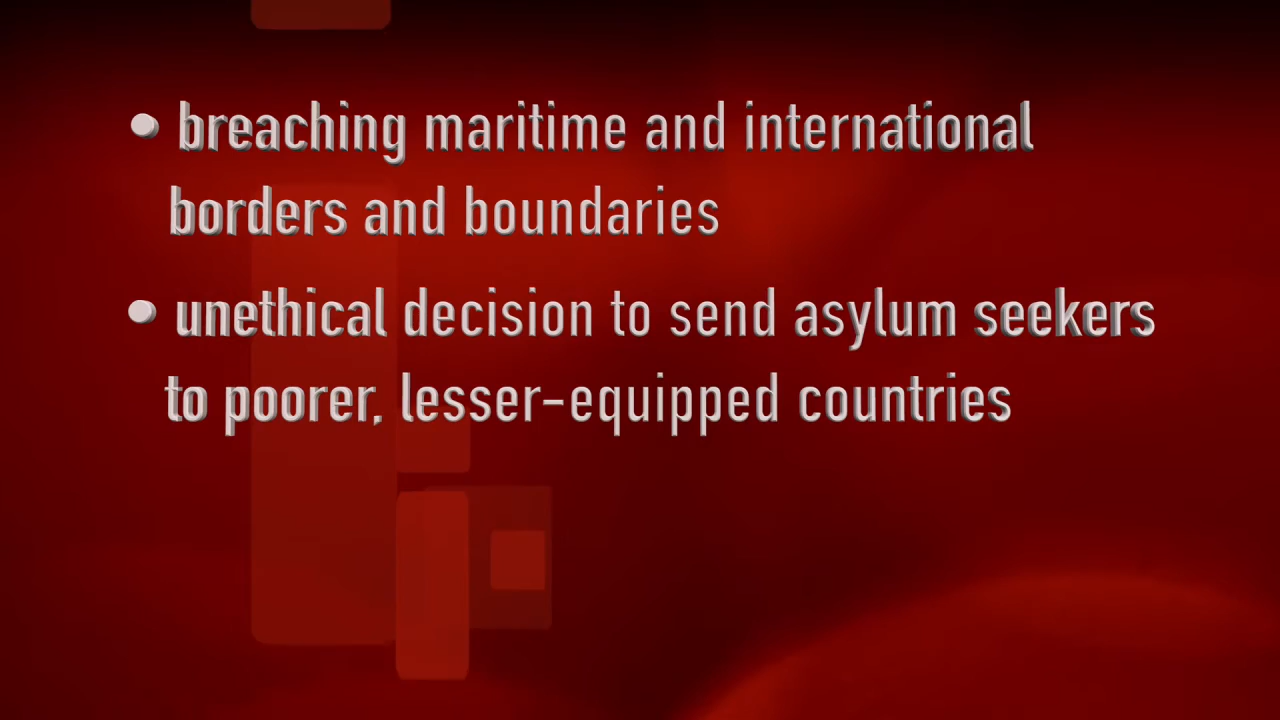 • breaching maritime and international
borders and boundaries
• unethical decision to send asylum seekers
to poorer, lesser-equipped countries